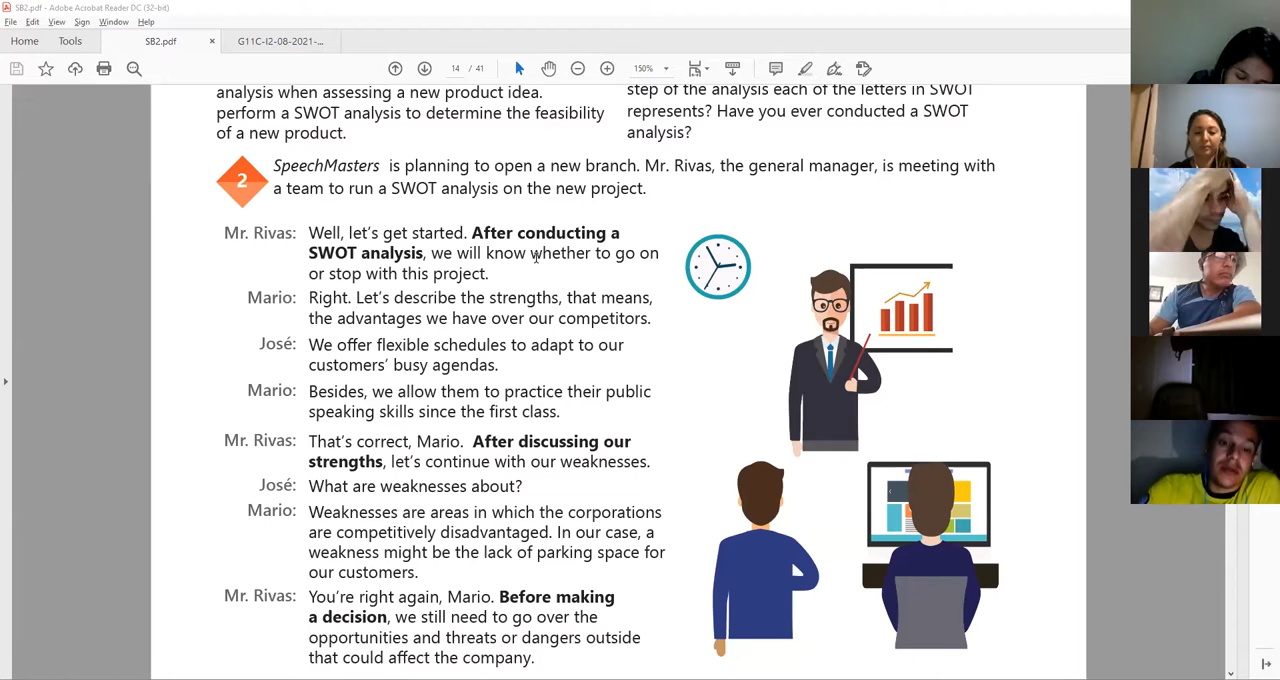 SB2.pdf - Adobe Acrobat Reader DC (32-bit)
File Edit View Sign Window Help
Home Tools SB2.pdf × G11C-I2-08-2021-...
14 / 41 150%
analysis when assessing a new product idea.
perform a SWOT analysis to determine the feasibility
of a new product.
step of the analysis each of the letters in SWOT
represents? Have you ever conducted a SWOT
analysis?
2
SpeechMasters is planning to open a new branch. Mr. Rivas, the general manager, is meeting with
a team to run a SWOT analysis on the new project.
Mr. Rivas: Well, let's get started. After conducting a
SWOT analysis, we will know whether to go on
or stop with this project.
Mario: Right. Let's describe the strengths, that means,
the advantages we have over our competitors.
José: We offer flexible schedules to adapt to our
customers' busy agendas.
Mario: Besides, we allow them to practice their public
speaking skills since the first class.
Mr. Rivas: That's correct, Mario. After discussing our
strengths, let's continue with our weaknesses.
José: What are weaknesses about?
Mario: Weaknesses are areas in which the corporations
are competitively disadvantaged. In our case, a
weakness might be the lack of parking space for
our customers.
Mr. Rivas: You're right again, Mario. Before making
a decision, we still need to go over the
opportunities and threats or dangers outside
that could affect the company.